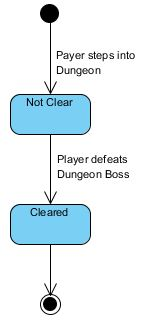 Payer steps into
Dungeon
Not Clear
Player defeats
Dungeon Boss
Cleared